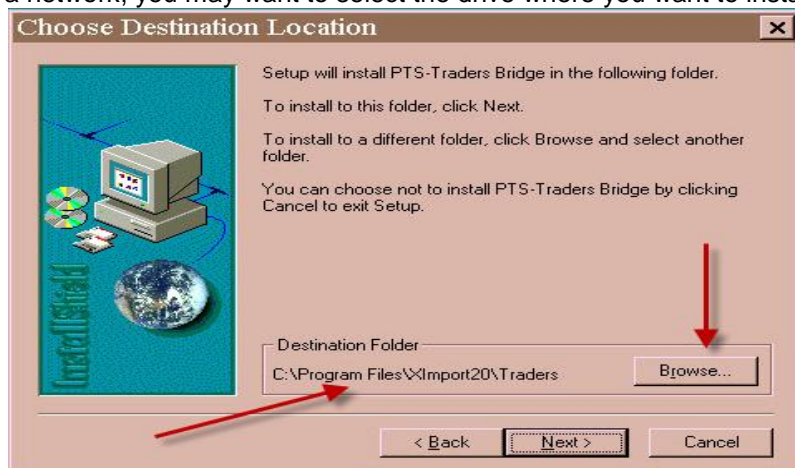 a network, you may want to select the drive where you want to insta
Choose Destination Location
Setup will install PTS-Traders Bridge in the following folder.
To install to this folder, click Next.
To install to a different folder, click Browse and select another
folder.
You can choose not to install PTS-Traders Bridge by clicking
Cancel to exit Setup.
InstallShield
Destination Folder
C:\Program Files\XImport20\Traders
Browse...
< Back
Next >
Cancel